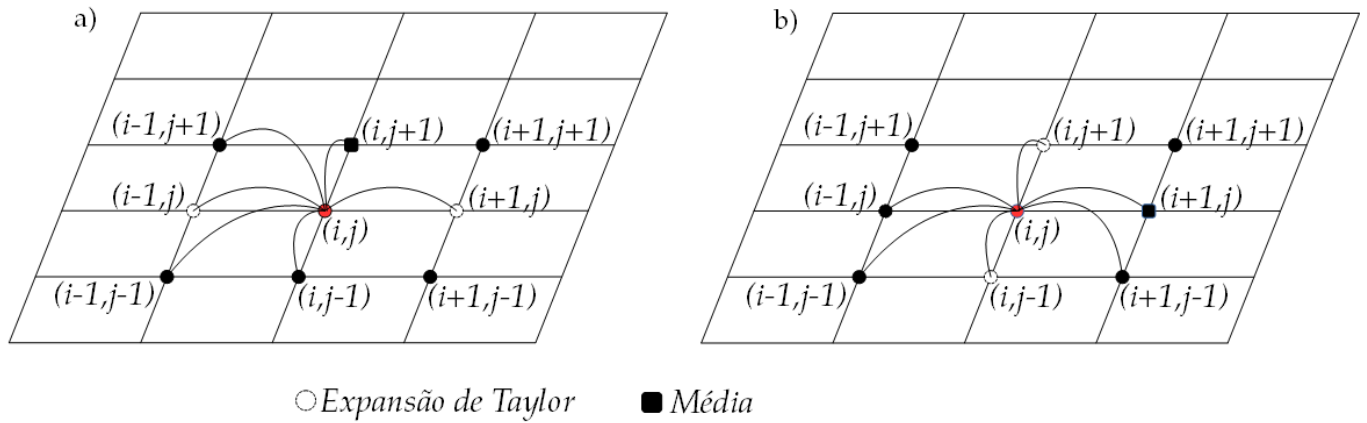 a)
b)
(i-1,j+1) (i,j+1) (i+1,j+1)
(i-1,j) (i,j) (i+1,j)
(i-1,j-1) (i,j-1) (i+1,j-1)
(i-1,j+1) (i,j+1) (i+1,j+1)
(i-1,j) (i,j) (i+1,j)
(i-1,j-1) (i,j-1) (i+1,j-1)
Expansão de Taylor
Média